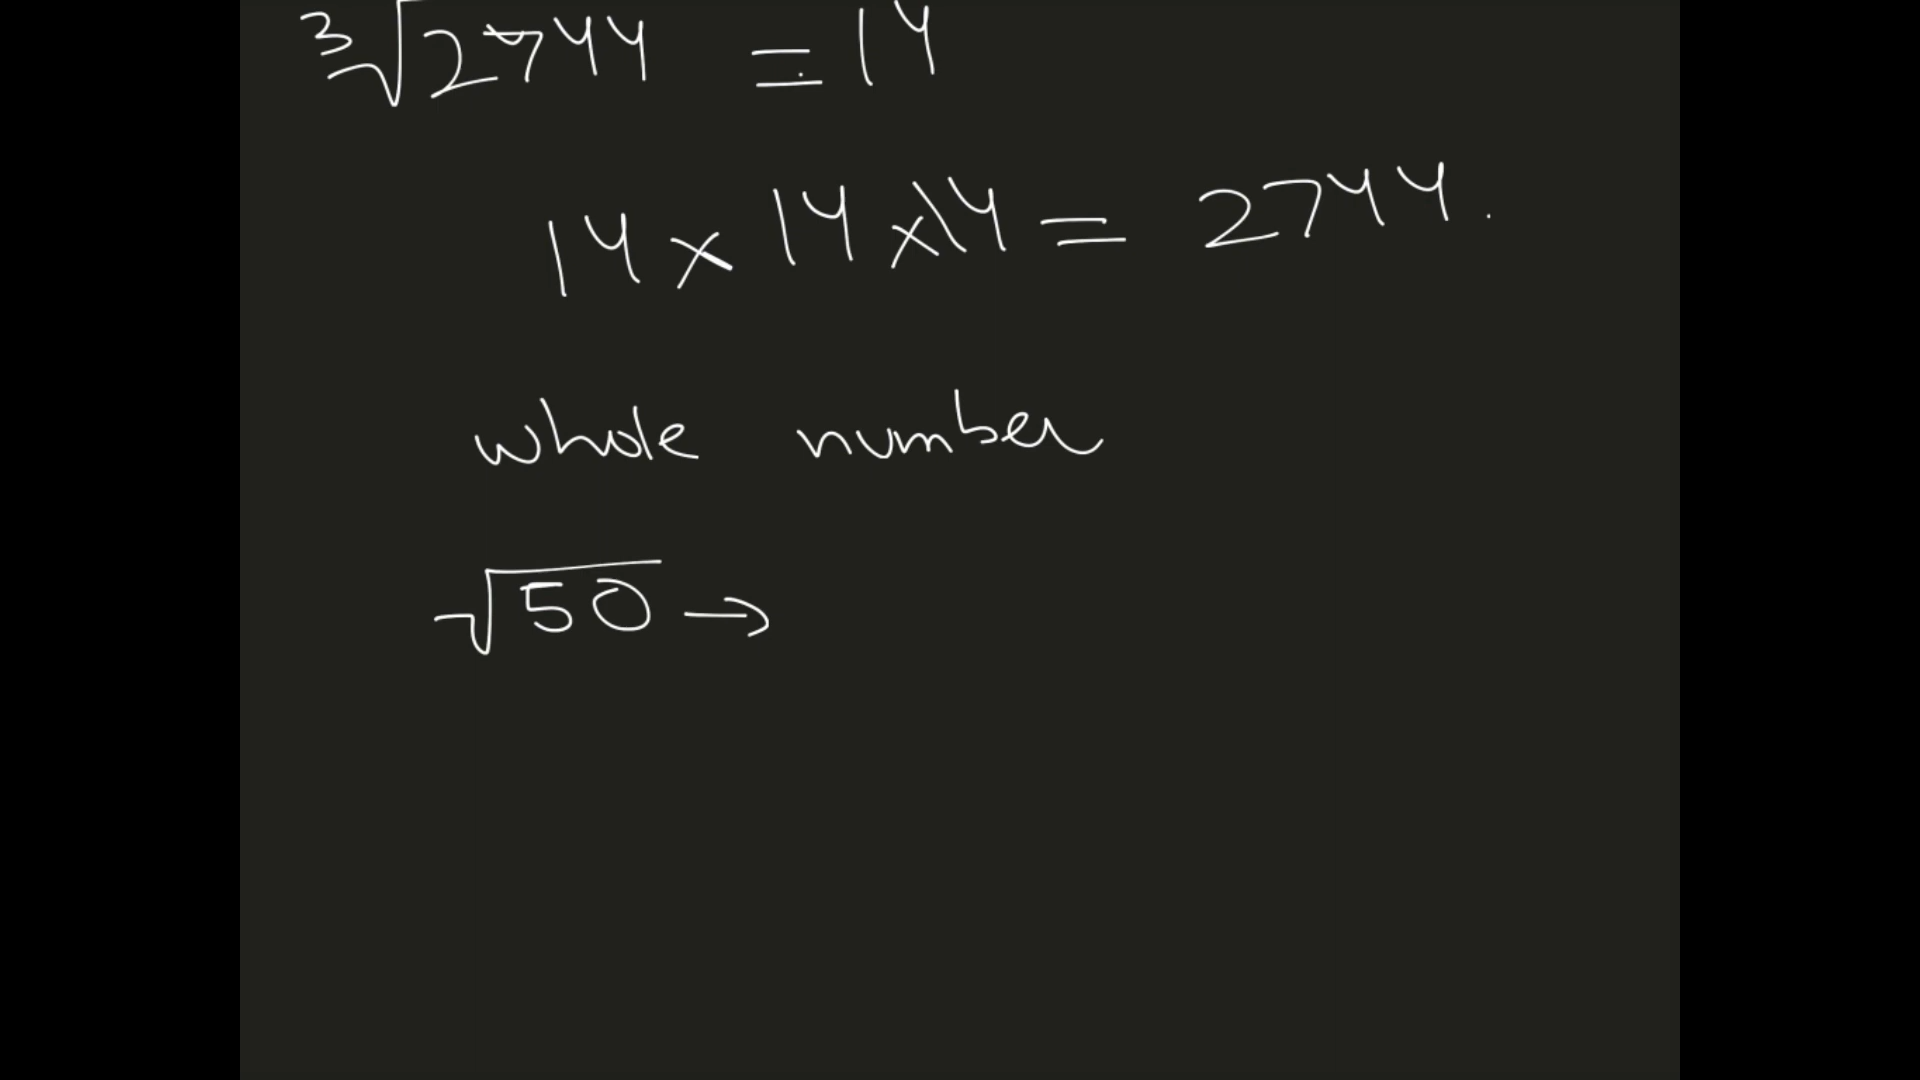 ∛2744 = 14
14 × 14 × 14 = 2744.
whole number
√50 →